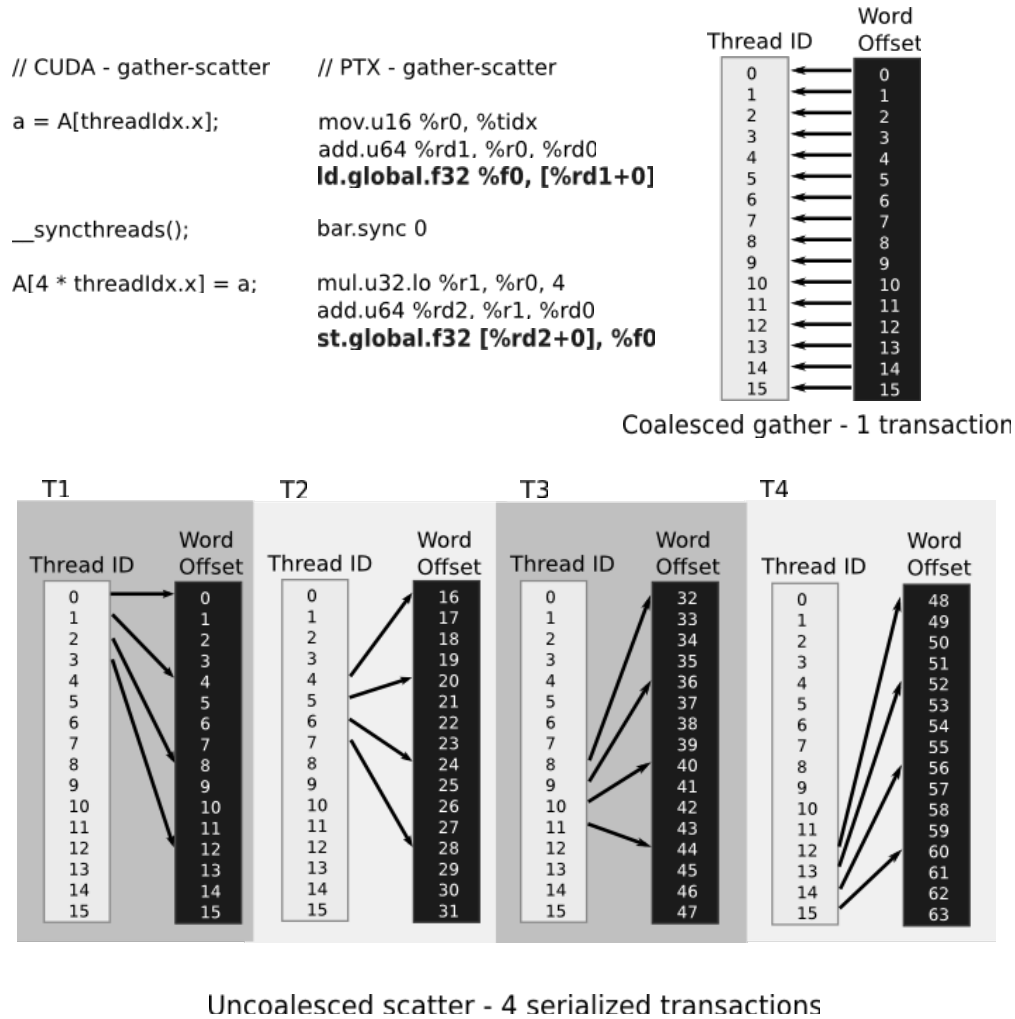 // CUDA - gather-scatter
a = A[threadIdx.x];
__syncthreads();
A[4 * threadIdx.x] = a;
// PTX - gather-scatter
mov.u16 %r0, %tidx
add.u64 %rd1, %r0, %rd0
ld.global.f32 %f0, [%rd1+0]
bar.sync 0
mul.u32.lo %r1, %r0, 4
add.u64 %rd2, %r1, %rd0
st.global.f32 [%rd2+0], %f0
Thread ID
Word
Offset
0 0
1 1
2 2
3 3
4 4
5 5
6 6
7 7
8 8
9 9
10 10
11 11
12 12
13 13
14 14
15 15
Coalesced gather - 1 transaction
T1
Thread ID
Word
Offset
0 0
1 1
2 2
3 3
4 4
5 5
6 6
7 7
8 8
9 9
10 10
11 11
12 12
13 13
14 14
15 15
T2
Thread ID
Word
Offset
0 16
1 17
2 18
3 19
4 20
5 21
6 22
7 23
8 24
9 25
10 26
11 27
12 28
13 29
14 30
15 31
T3
Thread ID
Word
Offset
0 32
1 33
2 34
3 35
4 36
5 37
6 38
7 39
8 40
9 41
10 42
11 43
12 44
13 45
14 46
15 47
T4
Thread ID
Word
Offset
0 48
1 49
2 50
3 51
4 52
5 53
6 54
7 55
8 56
9 57
10 58
11 59
12 60
13 61
14 62
15 63
Uncoalesced scatter - 4 serialized transactions